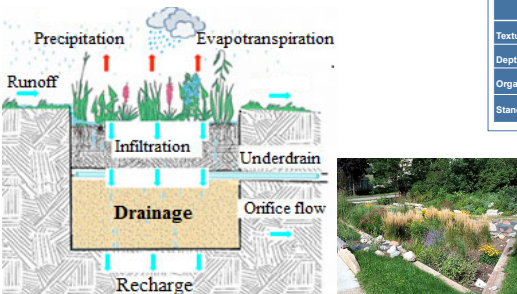 Precipitation
Evapotranspiration
Runoff
Infiltration
Underdrain
Drainage
Orifice flow
Recharge